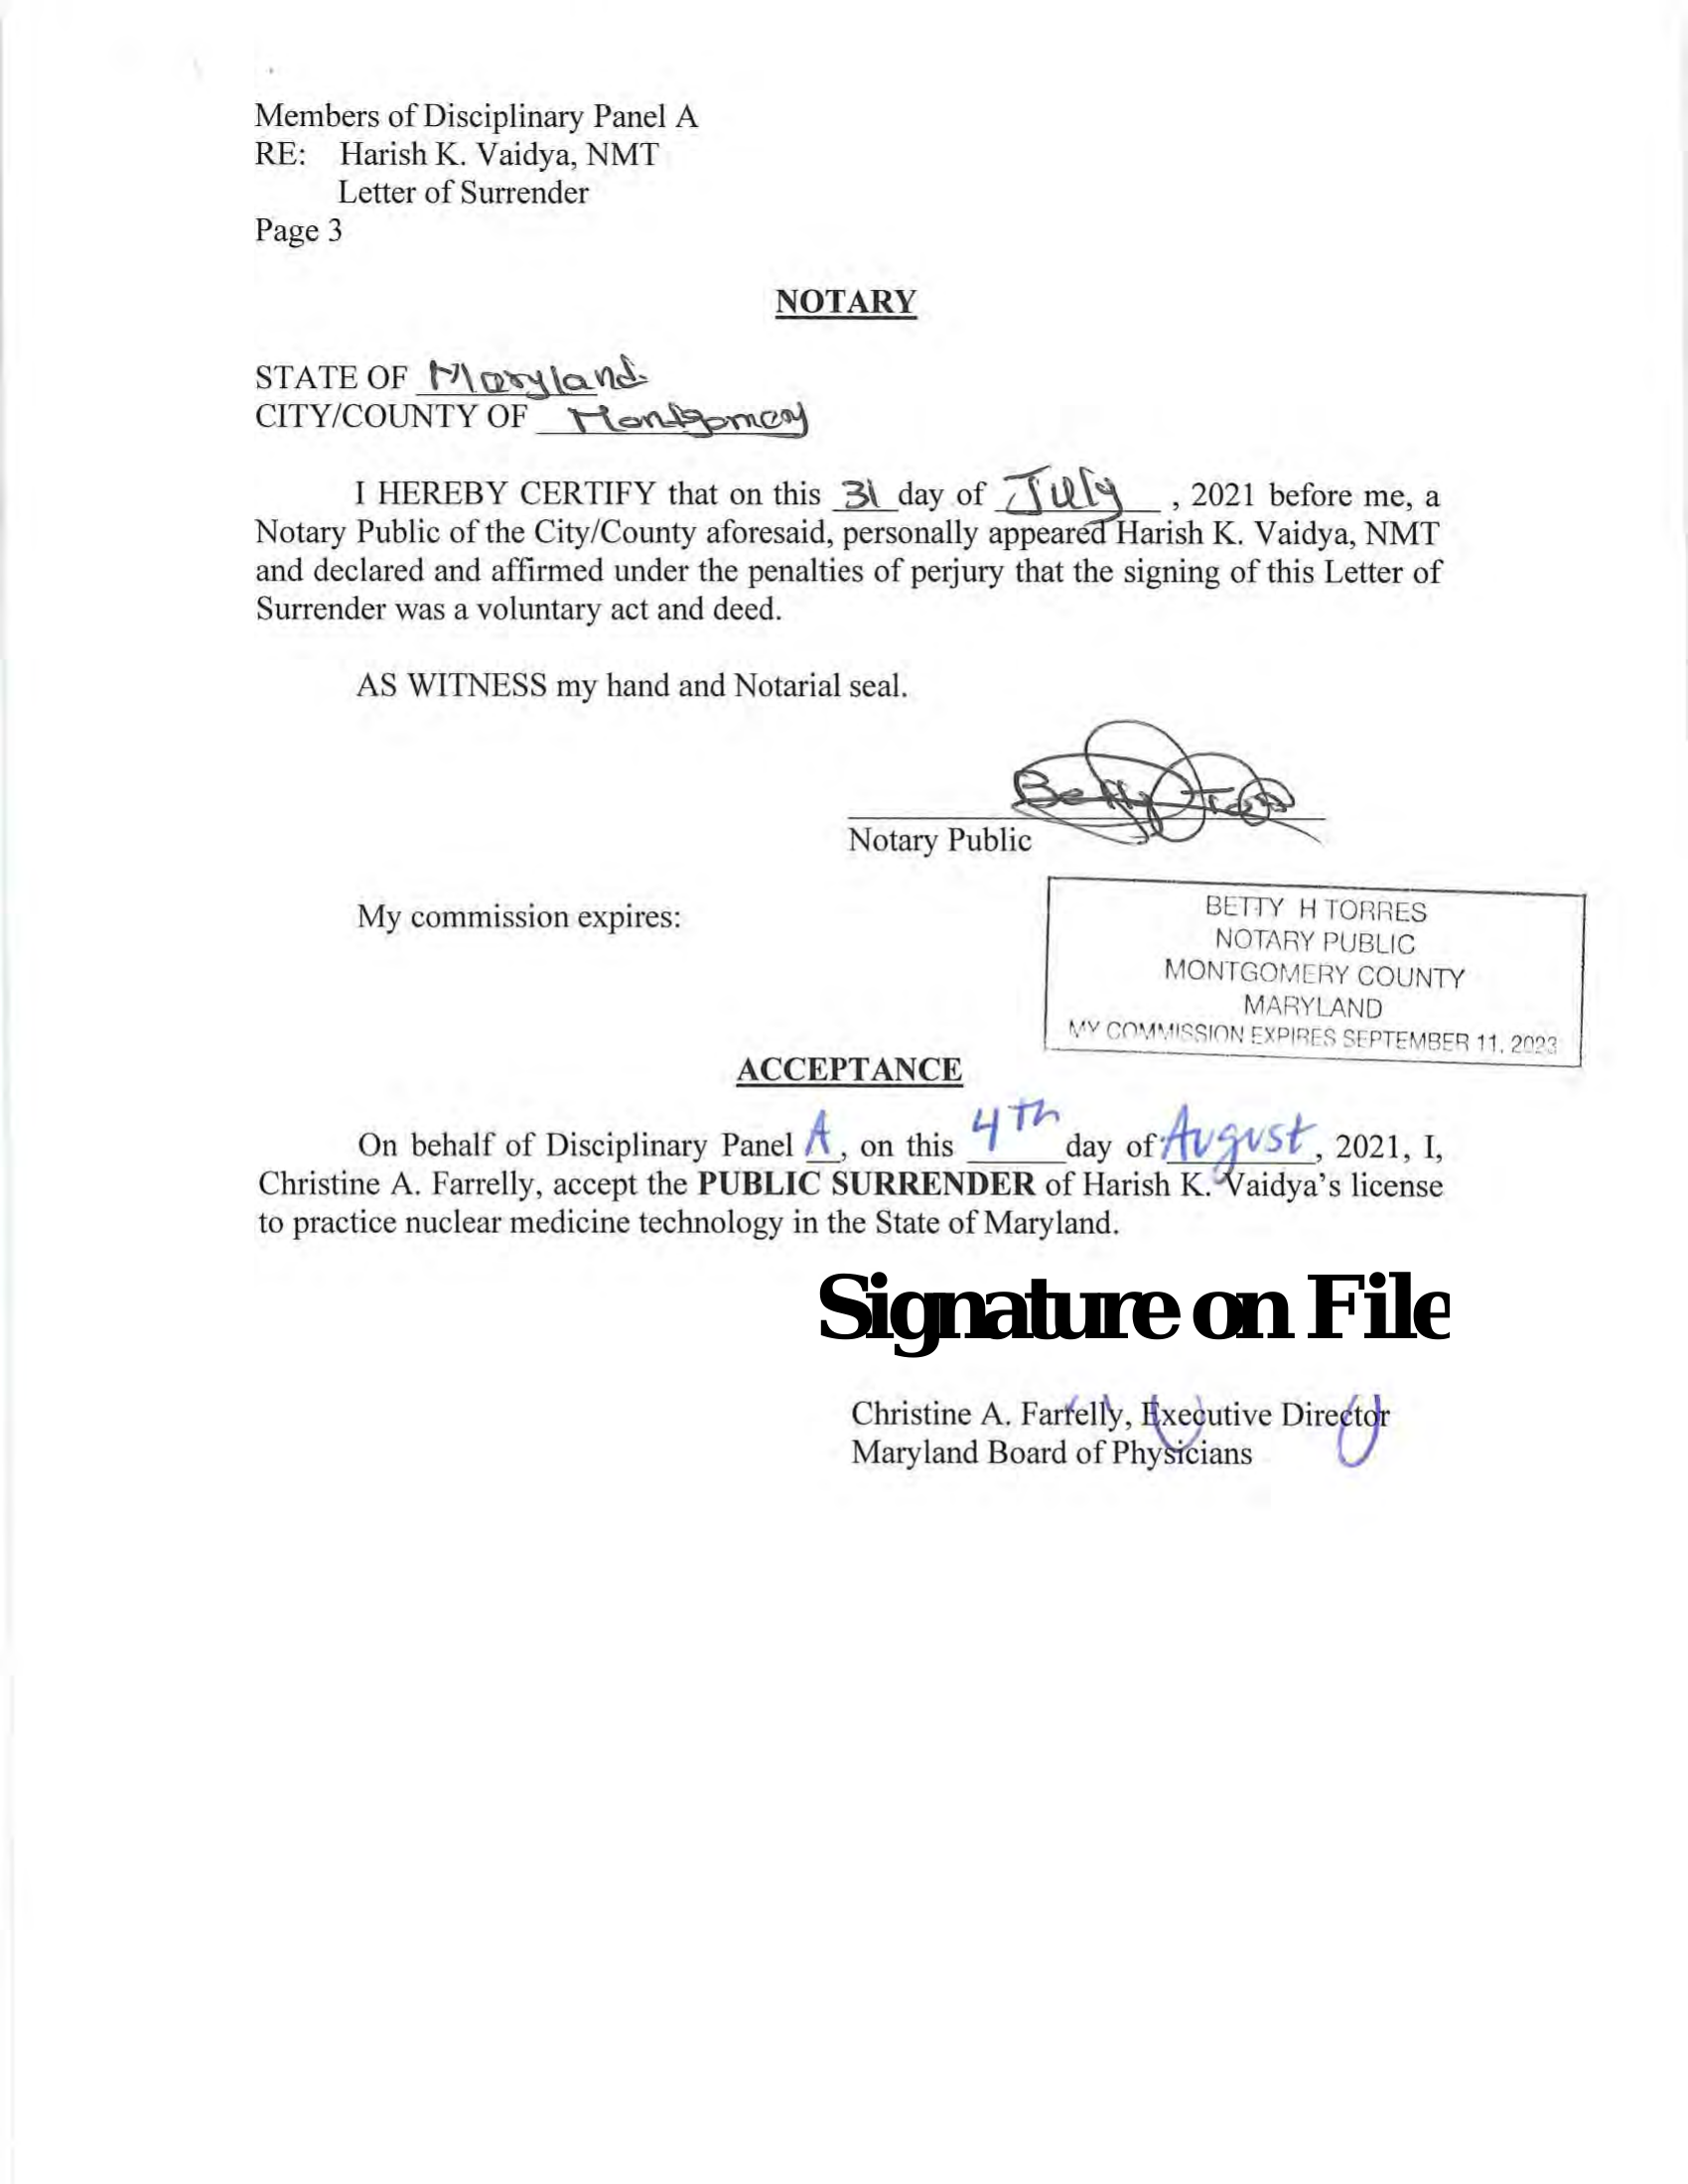 Members of Disciplinary Panel A
RE: Harish K. Vaidya, NMT
Letter of Surrender
Page 3
NOTARY
STATE OF Maryland
CITY/COUNTY OF Montgomery
I HEREBY CERTIFY that on this 31 day of July, 2021 before me, a
Notary Public of the City/County aforesaid, personally appeared Harish K. Vaidya, NMT
and declared and affirmed under the penalties of perjury that the signing of this Letter of
Surrender was a voluntary act and deed.
AS WITNESS my hand and Notarial seal.
Betty Torres
Notary Public
My commission expires:
BETTY H TORRES
NOTARY PUBLIC
MONTGOMERY COUNTY
MARYLAND
MY COMMISSION EXPIRES SEPTEMBER 11, 2023
ACCEPTANCE
On behalf of Disciplinary Panel A, on this 4Th day of August, 2021, I,
Christine A. Farrelly, accept the PUBLIC SURRENDER of Harish K. Vaidya's license
to practice nuclear medicine technology in the State of Maryland.
Signature on File
Christine A. Farrelly, Executive Director
Maryland Board of Physicians